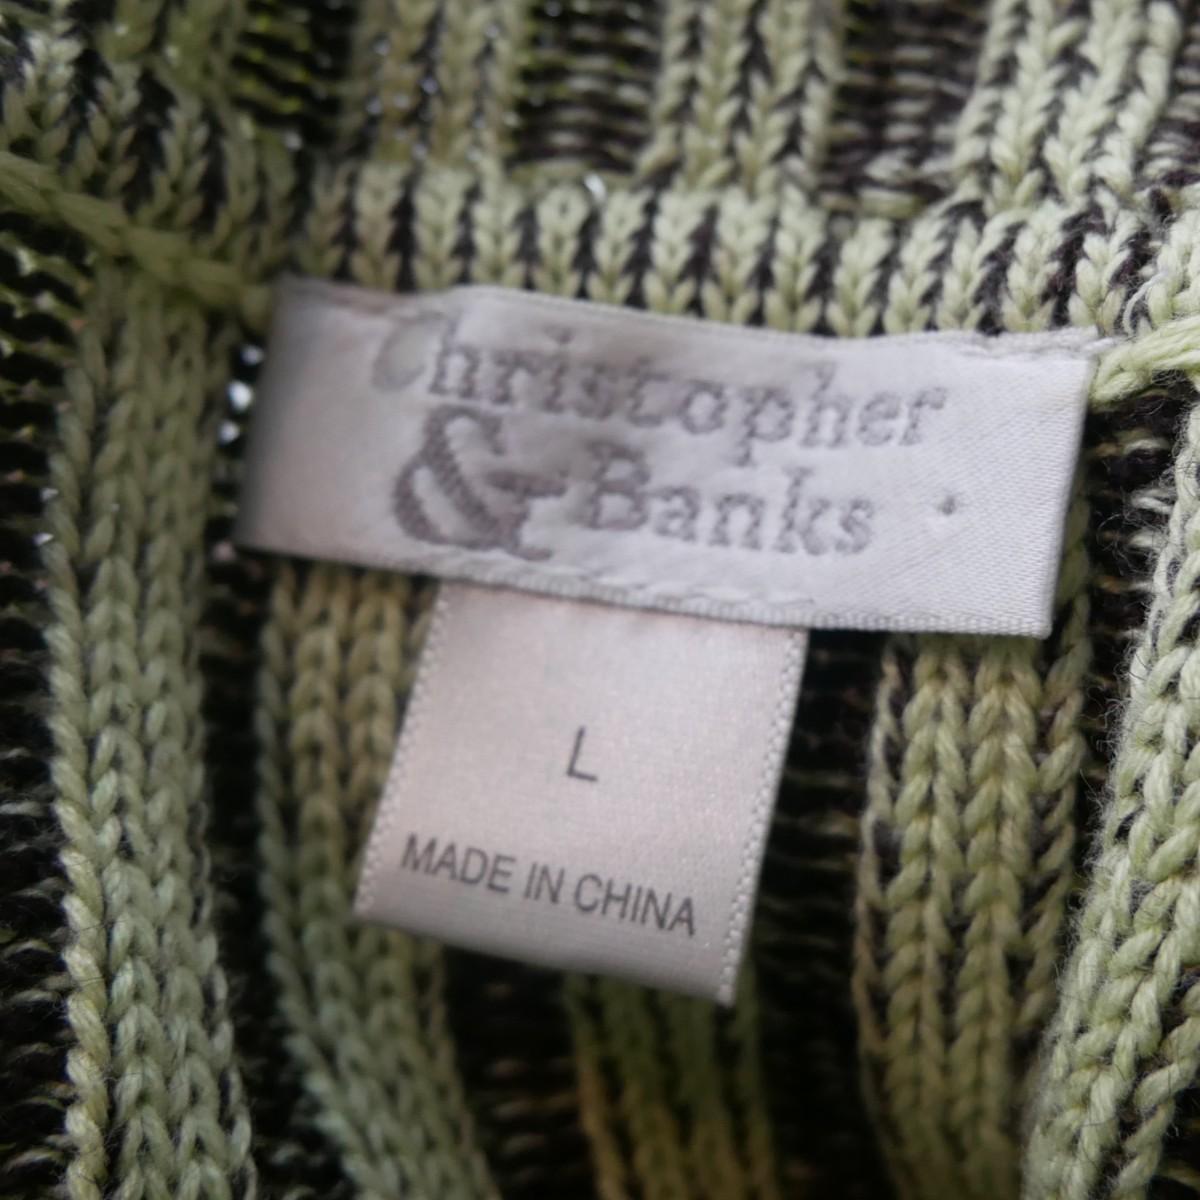 Christopher
& Banks
L
MADE IN CHINA